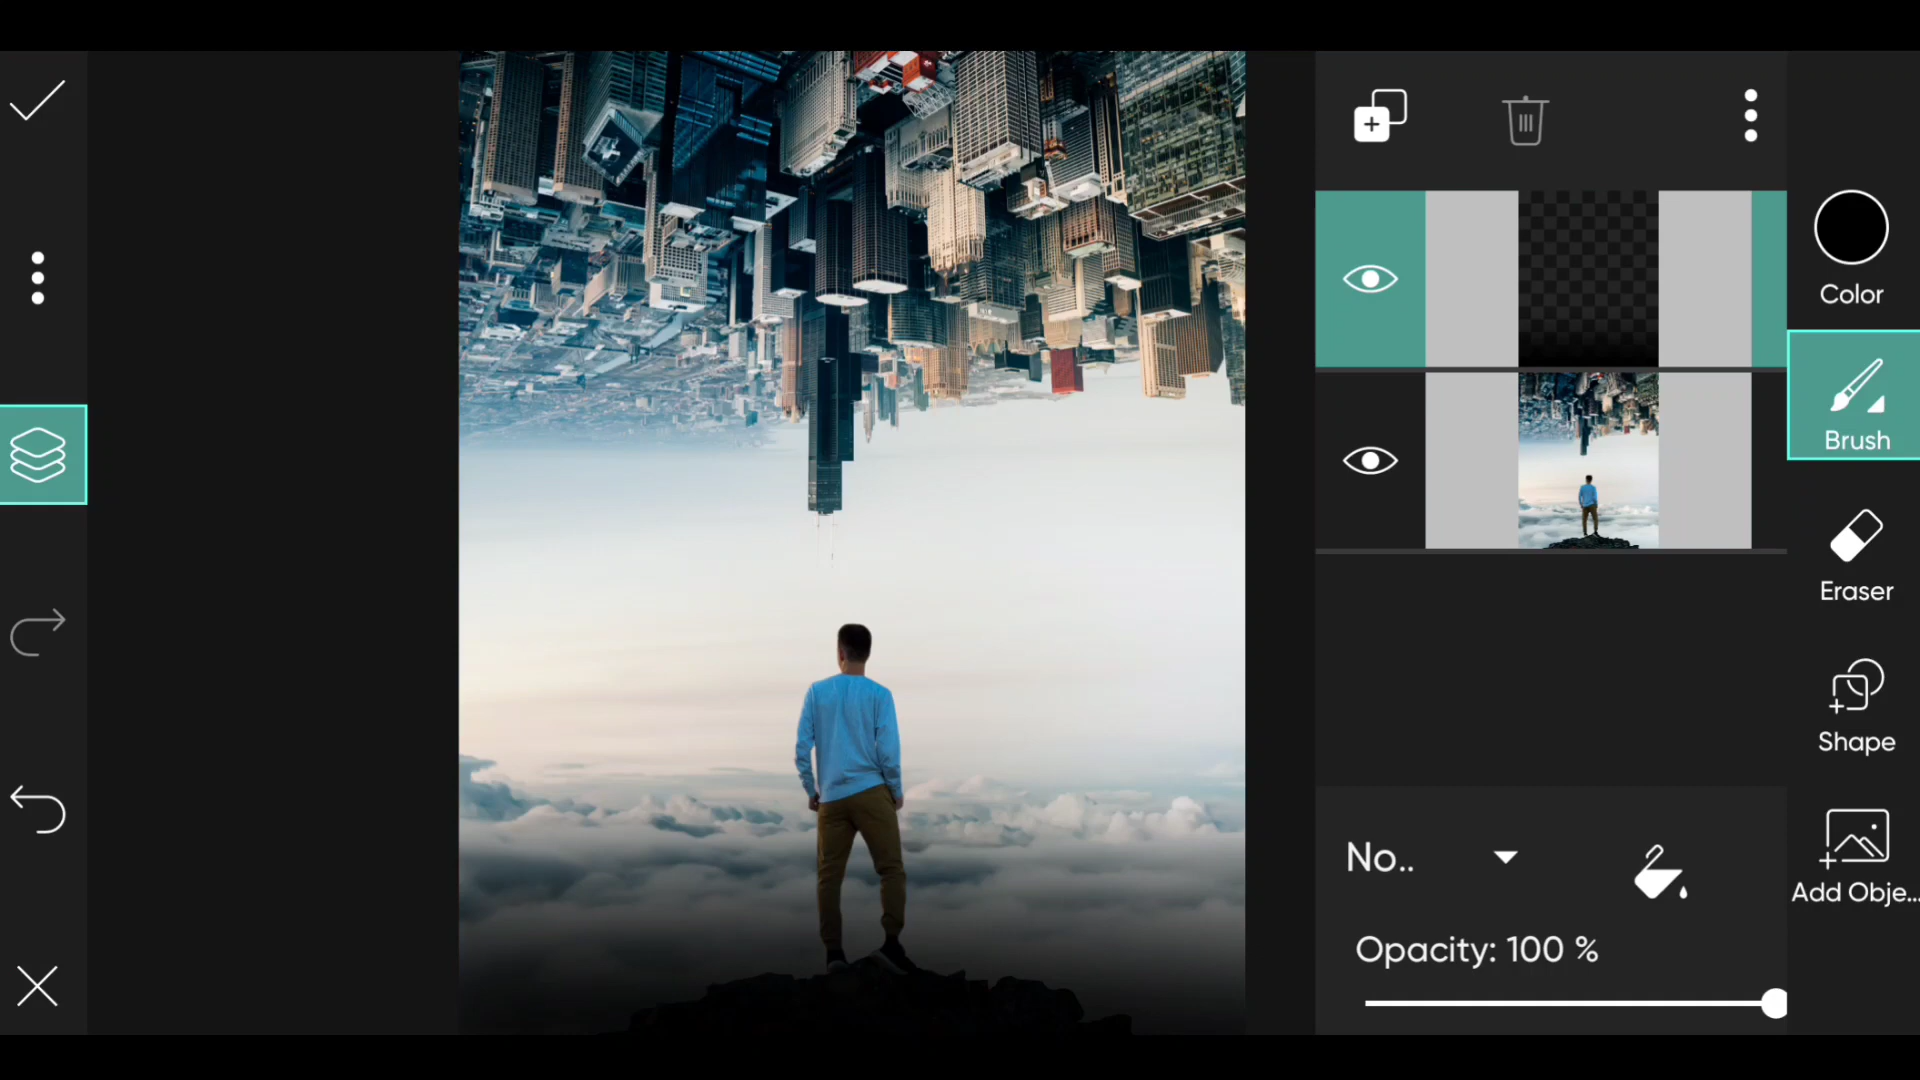 Color
Brush
Eraser
Shape
Add Obje...
No..
Opacity: 100 %